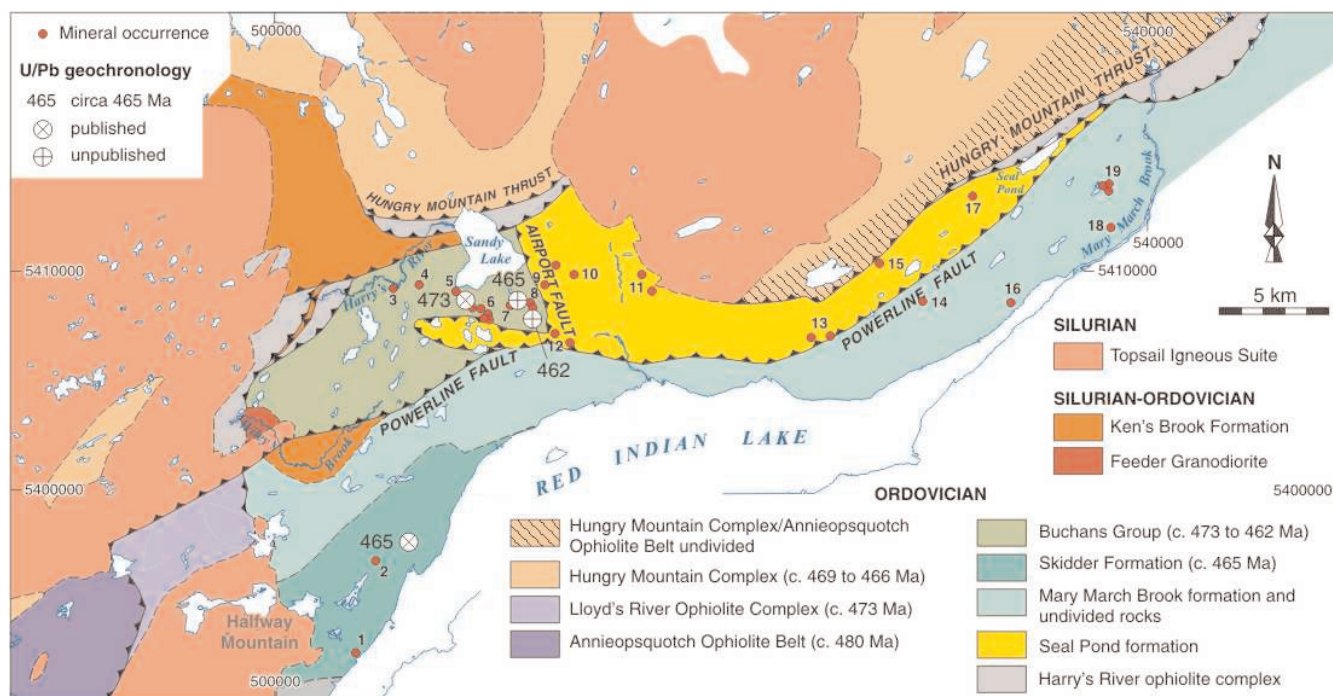 Mineral occurrence
U/Pb geochronology
465 circa 465 Ma
published
unpublished
500000
540000
HUNGRY MOUNTAIN THRUST
HUNGRY MOUNTAIN THRUST
Seal
Pond
19
17
18
Mary March Brook
N
540000
5410000
5410000
Sandy
Lake
Harry's River
AIRPORT FAULT
3
4
5
473
465
6
7
8
9
10
11
12
462
13
14
15
16
POWERLINE FAULT
POWERLINE FAULT
5 km
Brook
RED INDIAN LAKE
5400000
5400000
465
2
1
Halfway
Mountain
500000
SILURIAN
Topsail Igneous Suite
SILURIAN-ORDOVICIAN
Ken's Brook Formation
Feeder Granodiorite
ORDOVICIAN
Hungry Mountain Complex/Annieopsquotch
Ophiolite Belt undivided
Hungry Mountain Complex (c. 469 to 466 Ma)
Lloyd's River Ophiolite Complex (c. 473 Ma)
Annieopsquotch Ophiolite Belt (c. 480 Ma)
Buchans Group (c. 473 to 462 Ma)
Skidder Formation (c. 465 Ma)
Mary March Brook formation and
undivided rocks
Seal Pond formation
Harry's River ophiolite complex